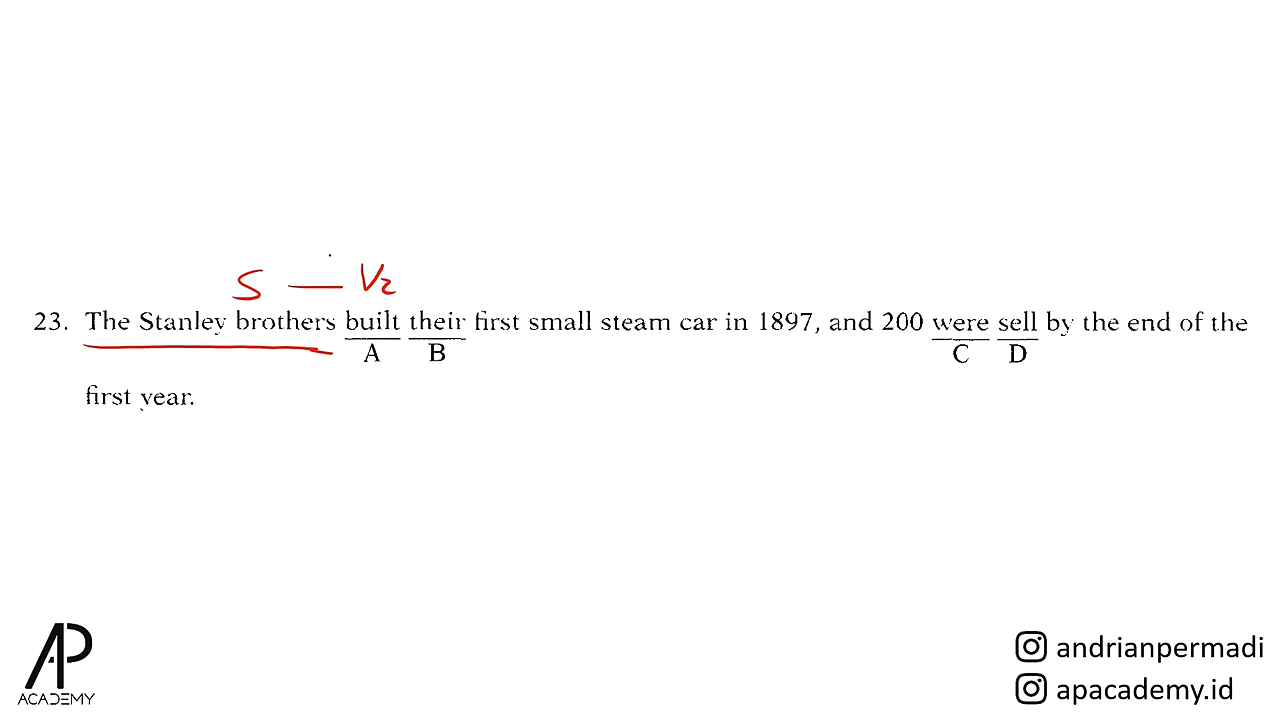 S — V2
23. The Stanley brothers built their first small steam car in 1897, and 200 were sell by the end of the
A B C D
first year.
AP
ACADEMY
andrianpermadi
apacademy.id